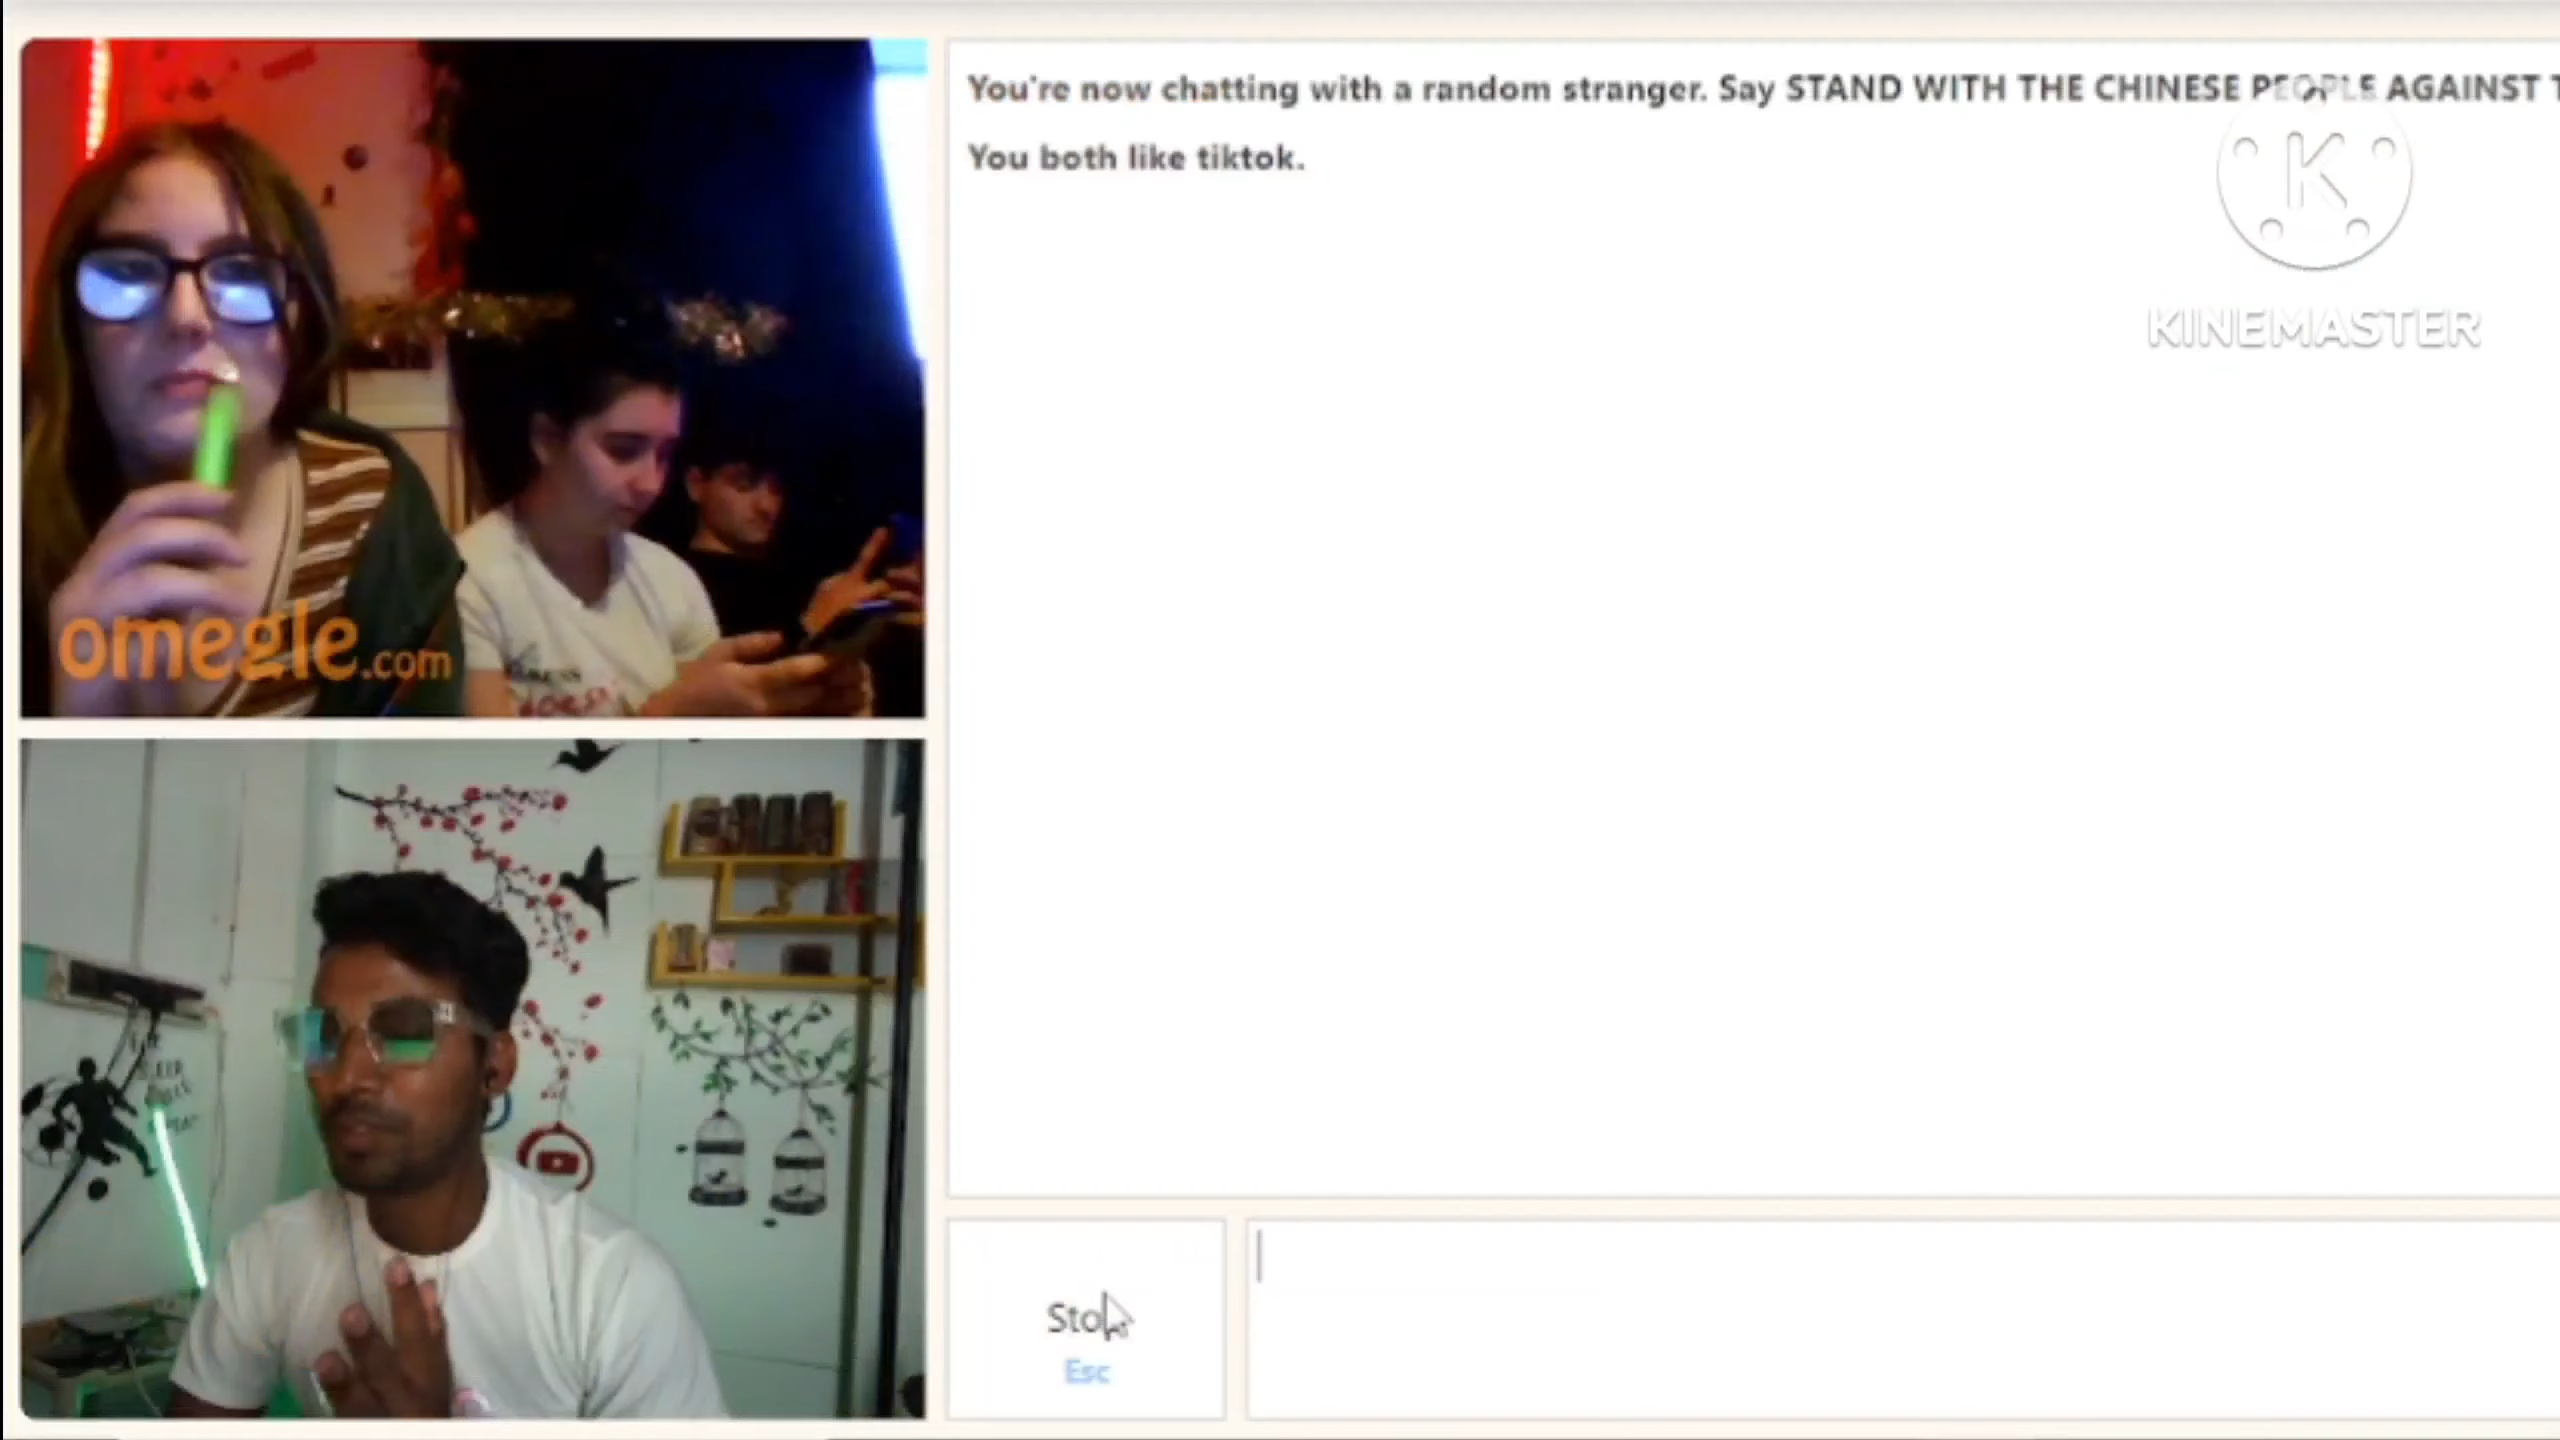 You're now chatting with a random stranger. Say STAND WITH THE CHINESE PEOPLE AGAINST T
You both like tiktok.
K
KINEMASTER
omegle.com
Esc